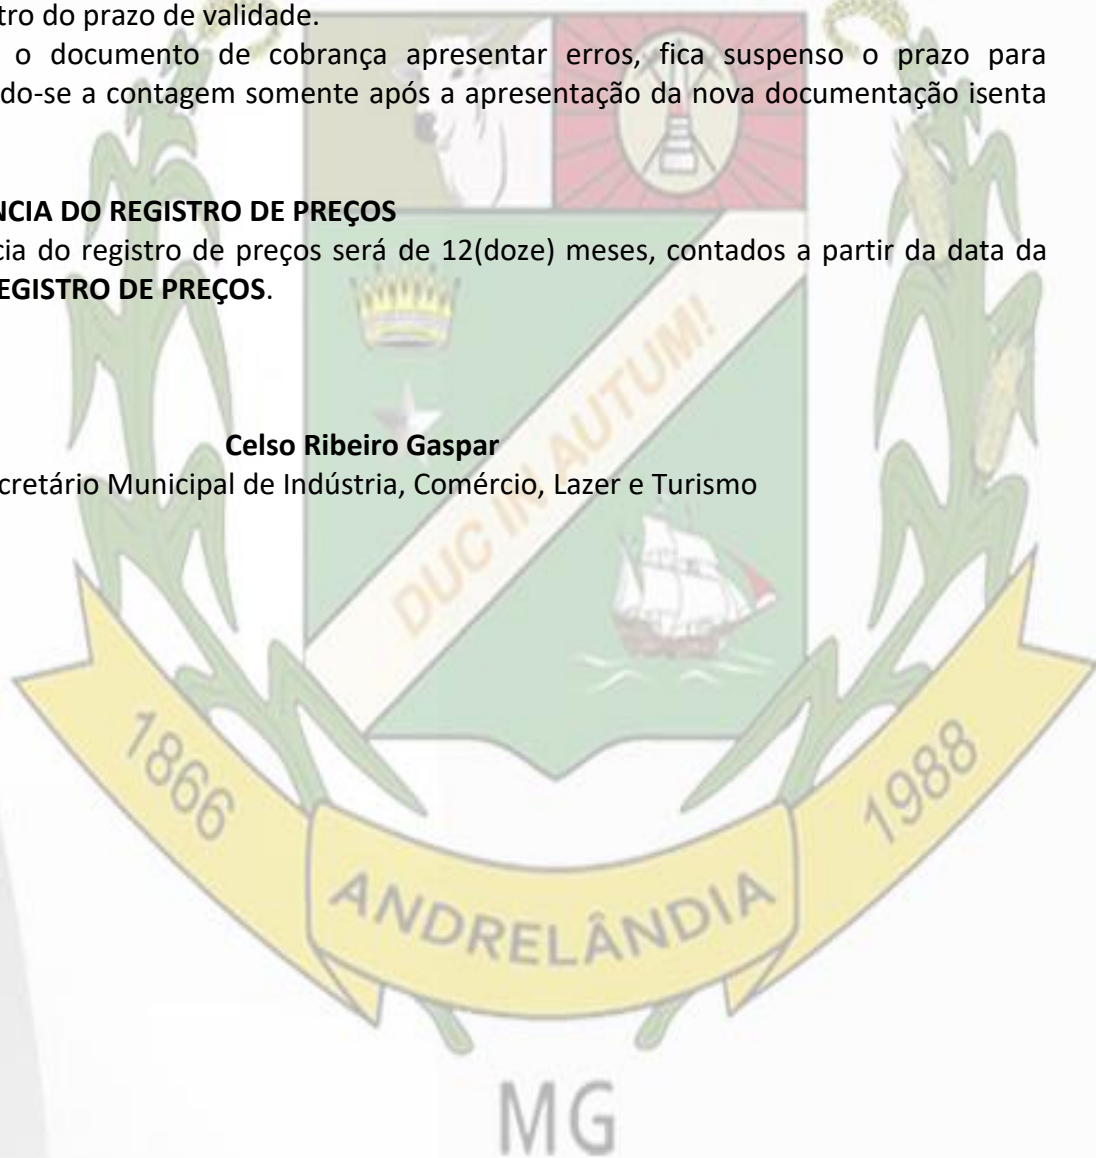 tro do prazo de validade.
o documento de cobrança apresentar erros, fica suspenso o prazo para
do-se a contagem somente após a apresentação da nova documentação isenta
NCIA DO REGISTRO DE PREÇOS
cia do registro de preços será de 12(doze) meses, contados a partir da data da
EGISTRO DE PREÇOS.
Celso Ribeiro Gaspar
cretário Municipal de Indústria, Comércio, Lazer e Turismo
DUC IN AUTUM!
1866
ANDRELÂNDIA
1988
MG